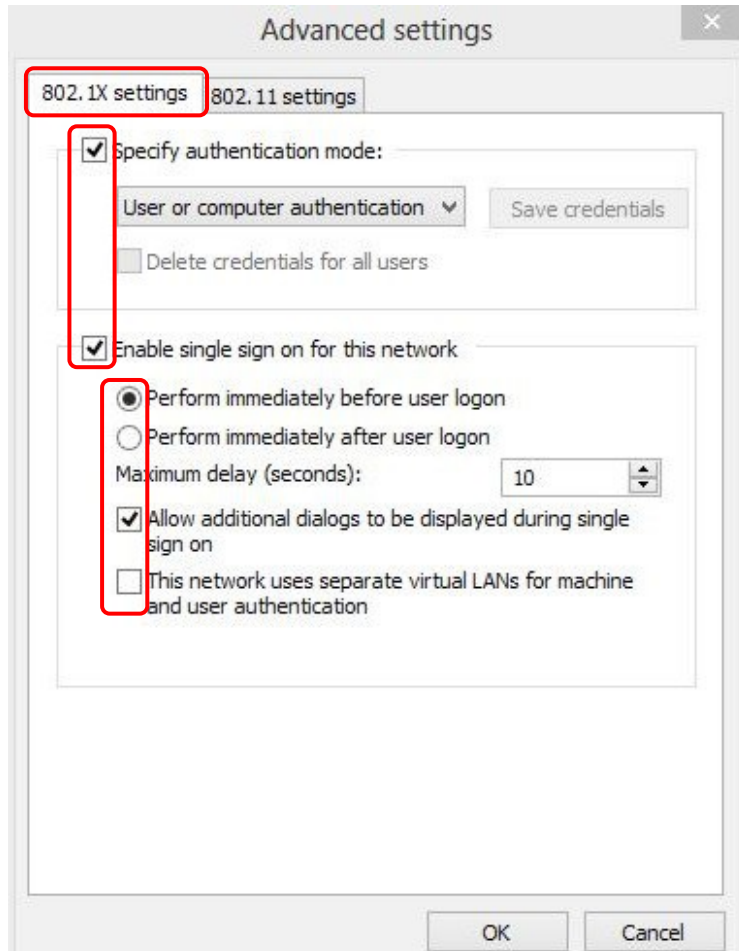 Advanced settings
802.1X settings
802.11 settings
Specify authentication mode:
User or computer authentication
Save credentials
Delete credentials for all users
Enable single sign on for this network
Perform immediately before user logon
Perform immediately after user logon
Maximum delay (seconds):
10
Allow additional dialogs to be displayed during single
sign on
This network uses separate virtual LANs for machine
and user authentication
OK
Cancel